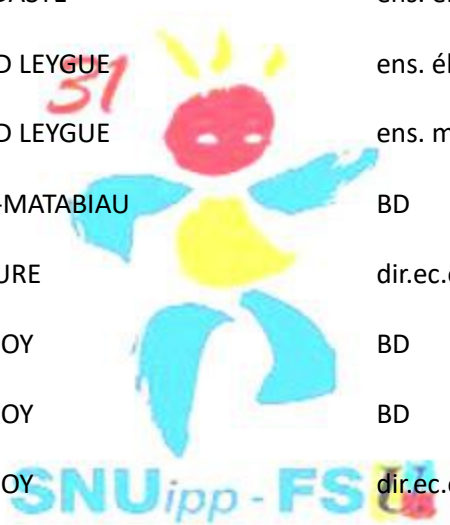 D LEYGUE ens. él
31
D LEYGUE ens. m
-MATABIAU BD
URE dir.ec.
OY BD
OY BD
OY dir.ec.
SNUipp - FSU